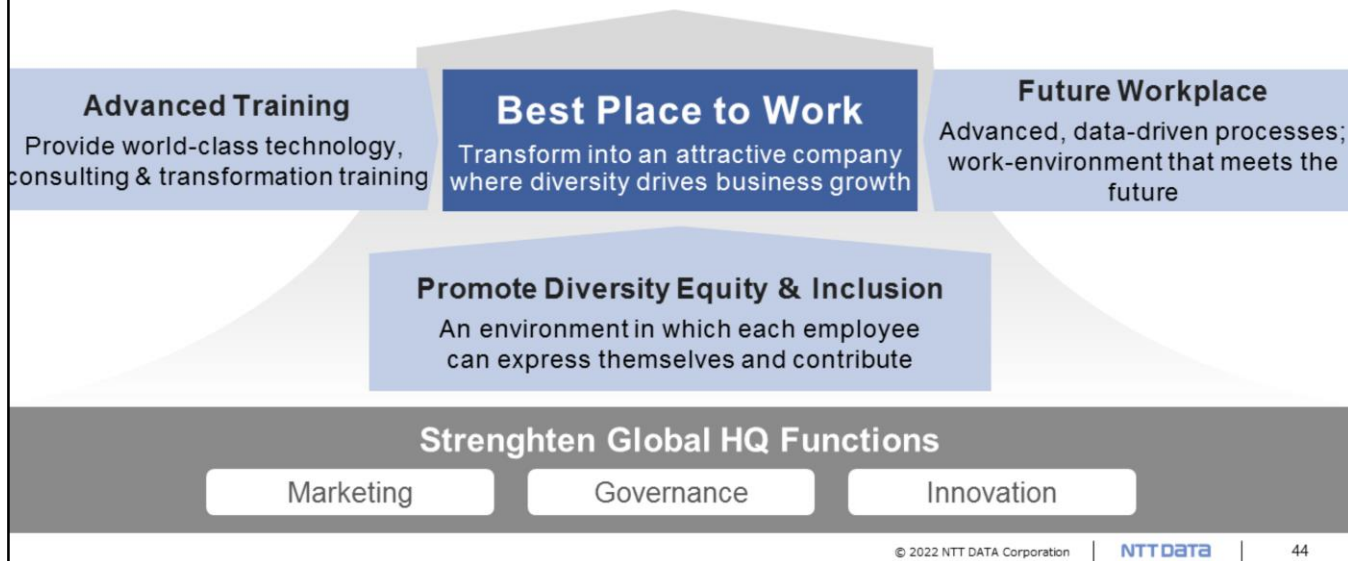 Advanced Training
Provide world-class technology,
consulting & transformation training
Best Place to Work
Transform into an attractive company
where diversity drives business growth
Future Workplace
Advanced, data-driven processes;
work-environment that meets the
future
Promote Diversity Equity & Inclusion
An environment in which each employee
can express themselves and contribute
Strenghten Global HQ Functions
Marketing
Governance
Innovation
© 2022 NTT DATA Corporation
NTT DATA
44